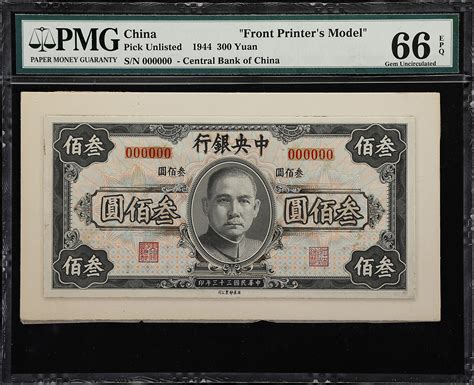 PMG
PAPER MONEY GUARANTY
China "Front Printer's Model"
Pick Unlisted 1944 300 Yuan
S/N 000000 - Central Bank of China
66 EPQ
Gem Uncirculated
叁佰
中央銀行
叁佰
000000 000000
叁佰圓 叁佰圓
叁佰圓 叁佰圓
叁佰
中華民國三十三年印
叁佰